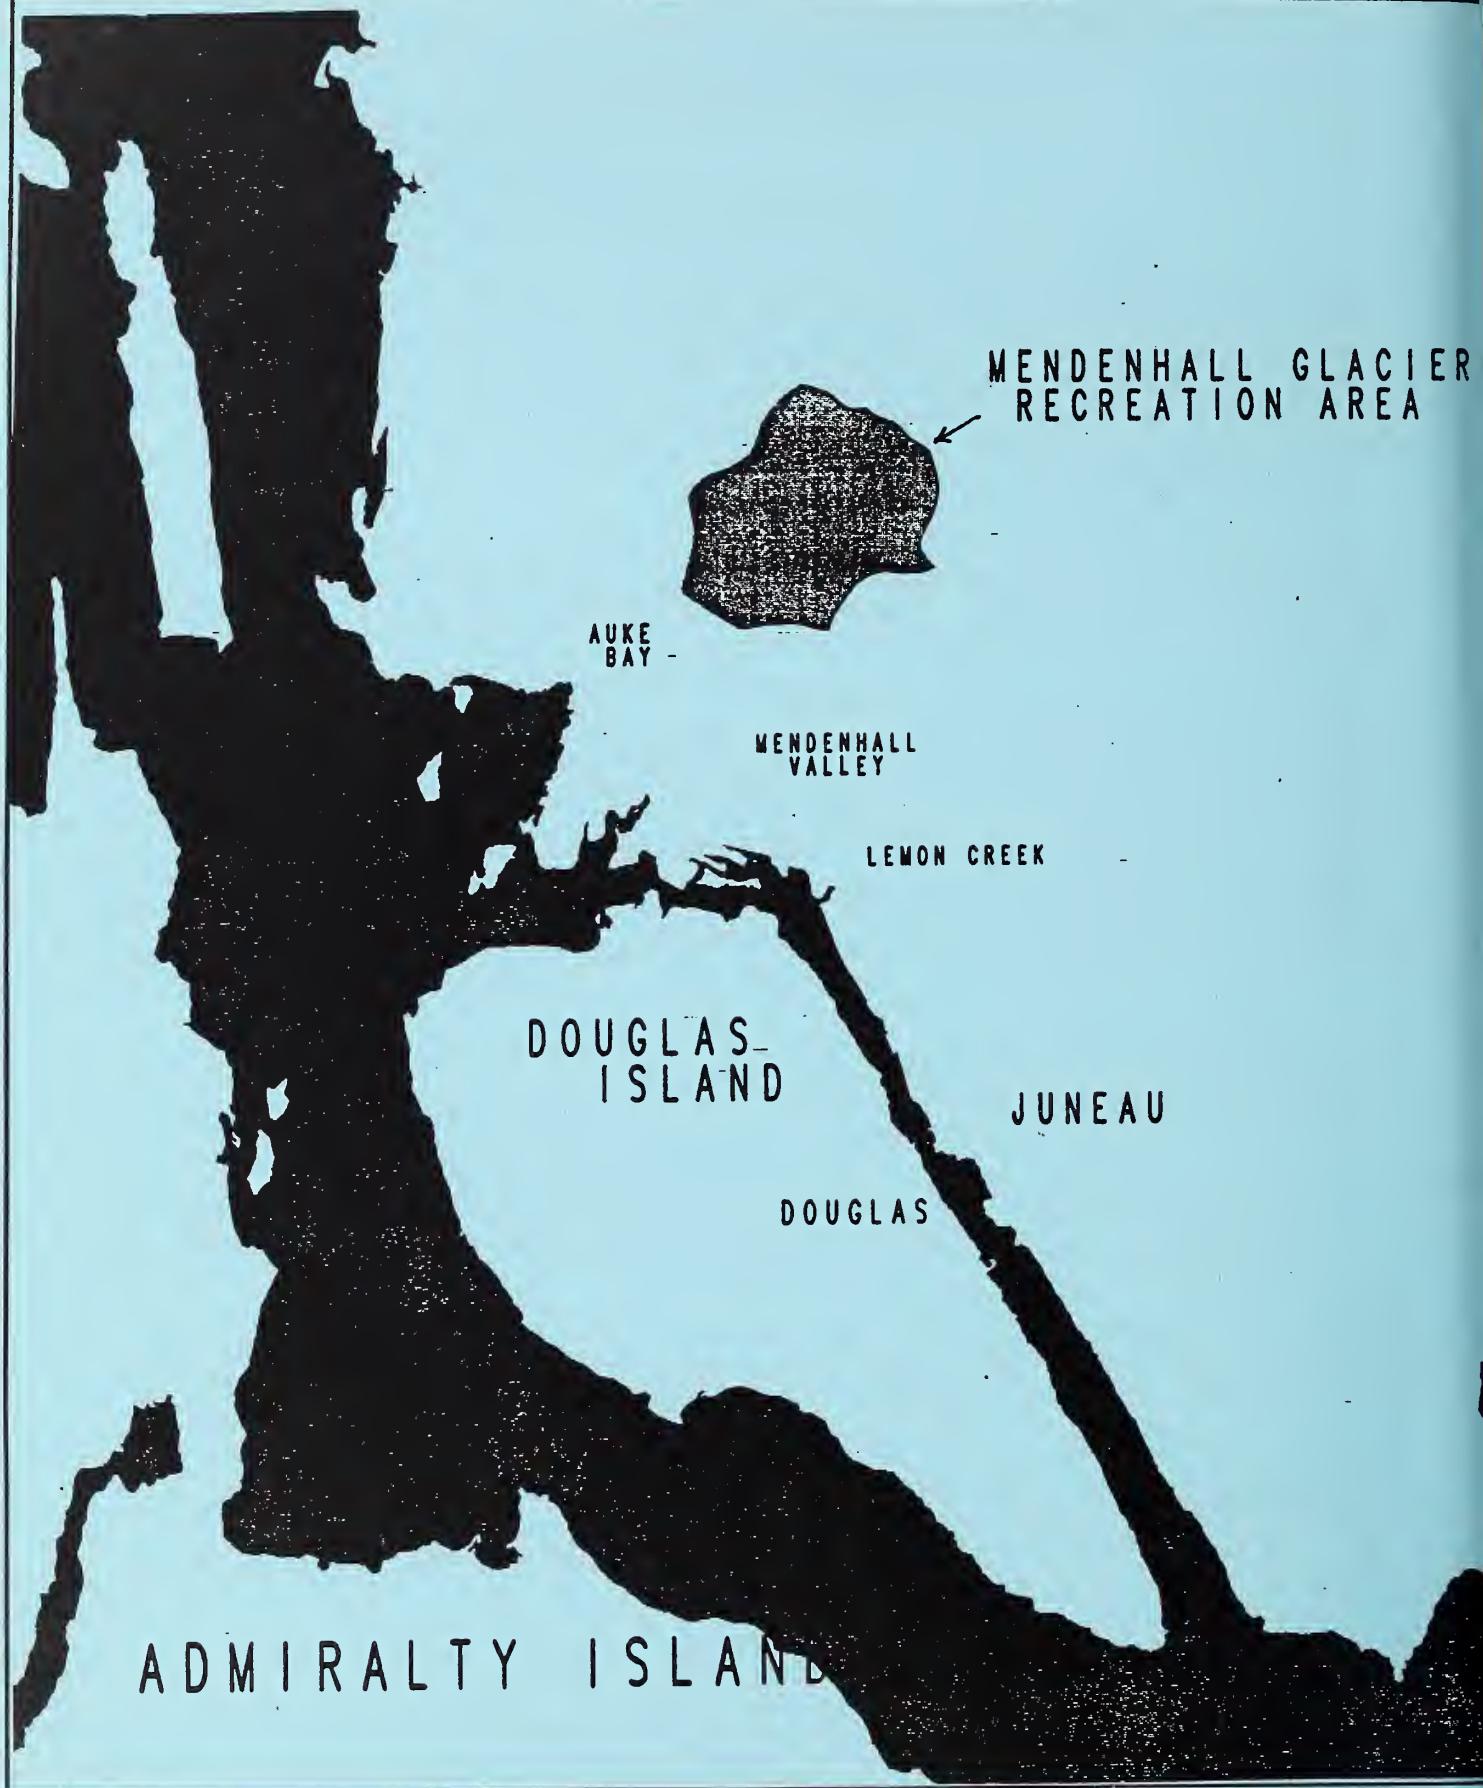 MENDENHALL GLACIER
RECREATION AREA
AUKE
BAY
MENDENHALL
VALLEY
LEMON CREEK
DOUGLAS
ISLAND
JUNEAU
DOUGLAS
ADMIRALTY ISLAND